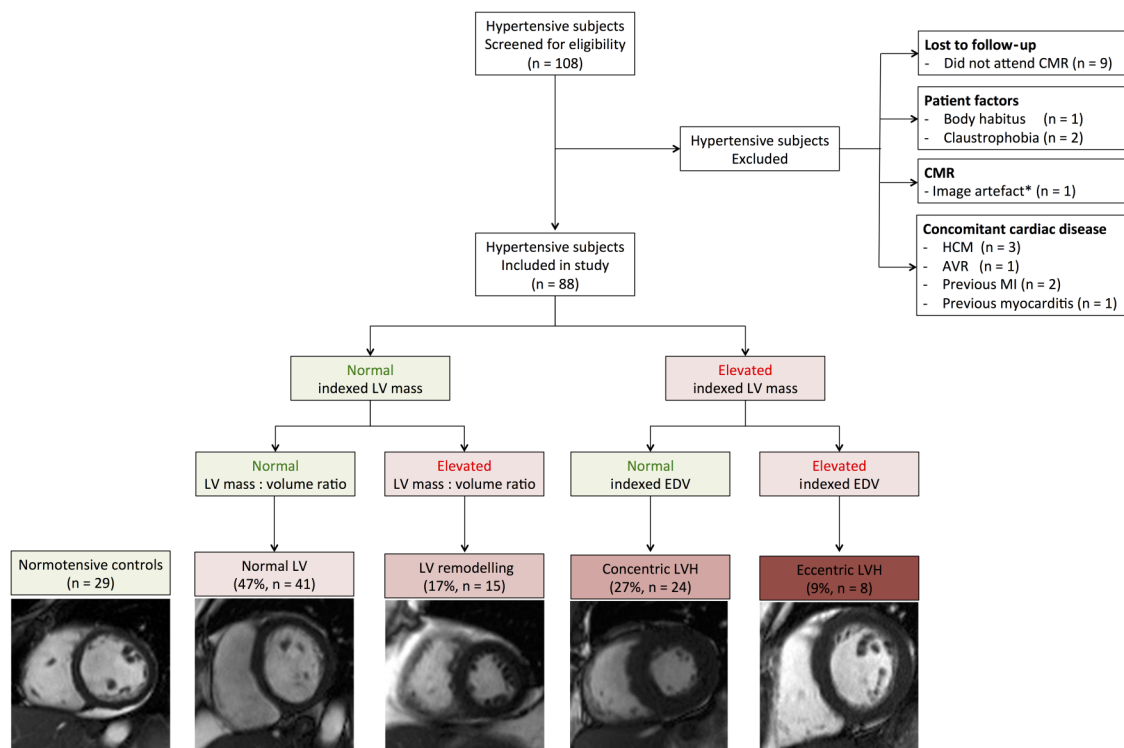 Hypertensive subjects
Screened for eligibility
(n = 108)
Lost to follow-up
- Did not attend CMR (n = 9)
Patient factors
- Body habitus (n = 1)
- Claustrophobia (n = 2)
Hypertensive subjects
Excluded
CMR
- Image artefact* (n = 1)
Concomitant cardiac disease
- HCM (n = 3)
- AVR (n = 1)
- Previous MI (n = 2)
- Previous myocarditis (n = 1)
Hypertensive subjects
Included in study
(n = 88)
Normal
indexed LV mass
Elevated
indexed LV mass
Normal
LV mass : volume ratio
Elevated
LV mass : volume ratio
Normal
indexed EDV
Elevated
indexed EDV
Normotensive controls
(n = 29)
Normal LV
(47%, n = 41)
LV remodelling
(17%, n = 15)
Concentric LVH
(27%, n = 24)
Eccentric LVH
(9%, n = 8)